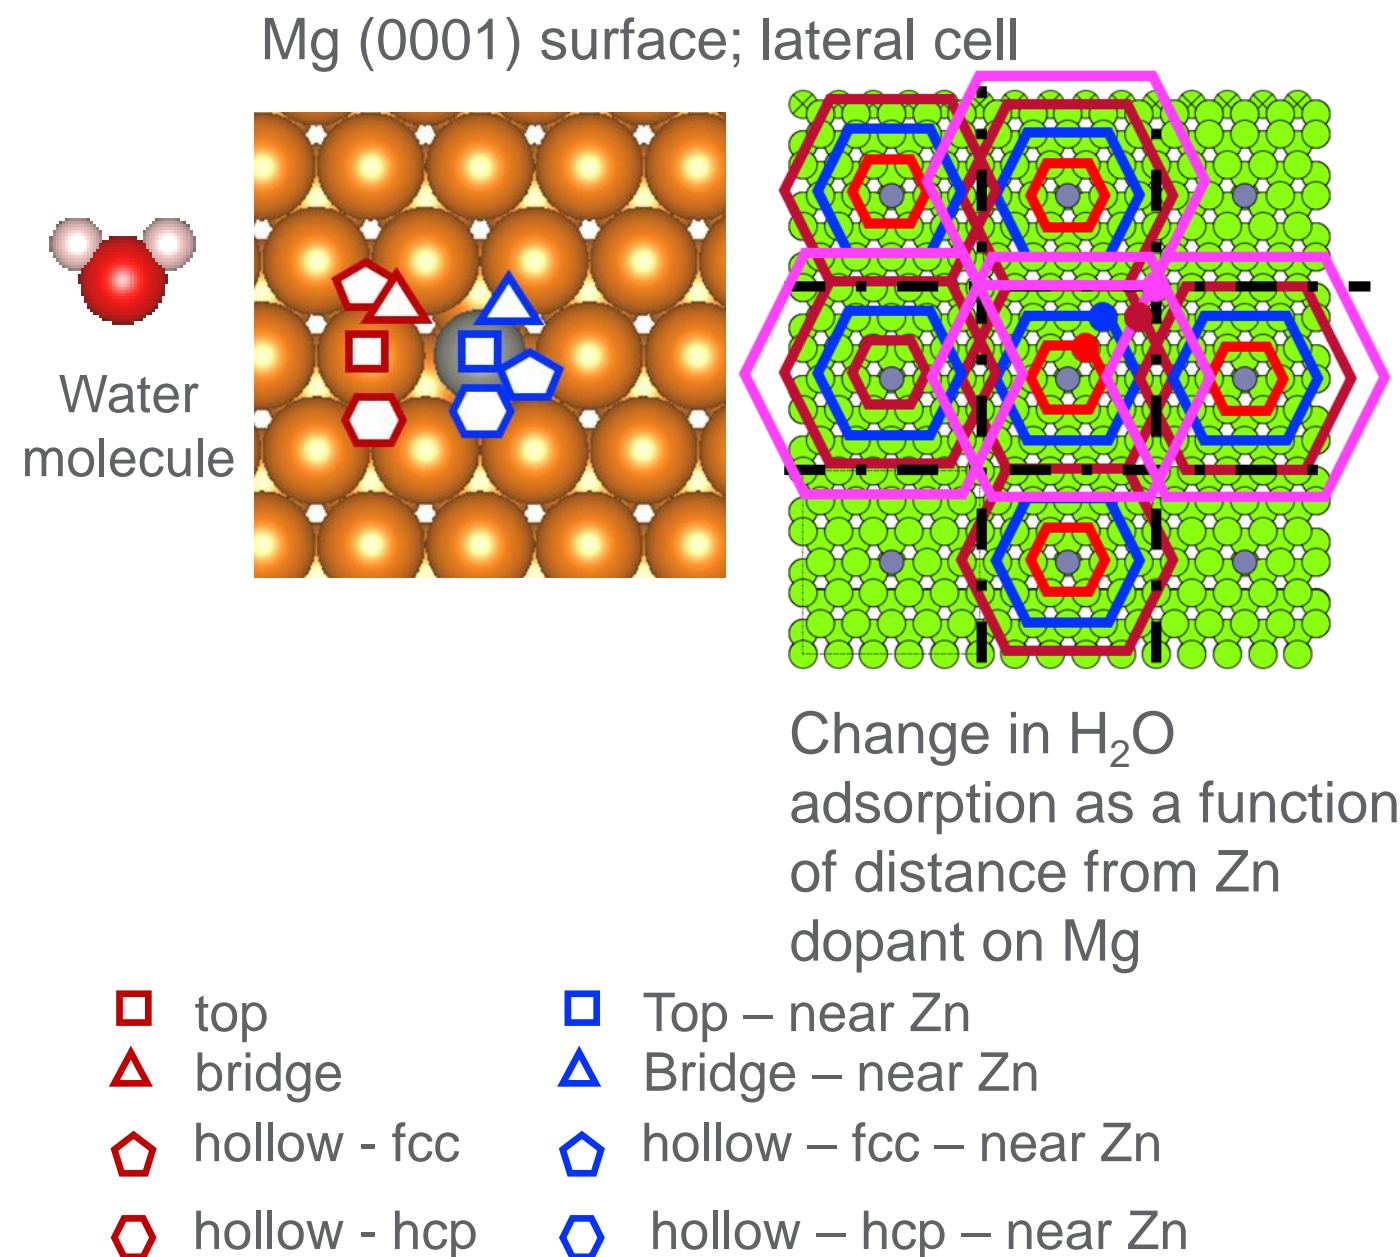 Mg (0001) surface; lateral cell
Water
molecule
Change in H₂O
adsorption as a function
of distance from Zn
dopant on Mg
top
Top – near Zn
bridge
Bridge – near Zn
hollow - fcc
hollow – fcc – near Zn
hollow - hcp
hollow – hcp – near Zn